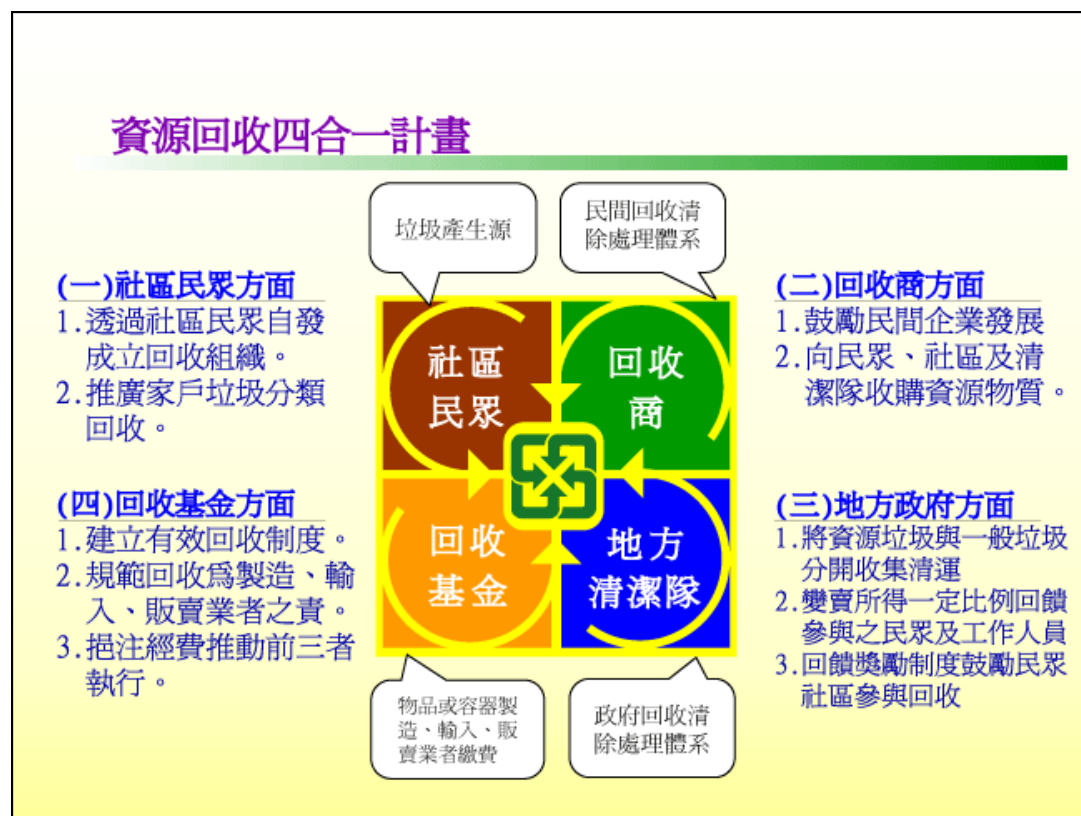 資源回收四合一計畫
垃圾產生源
民間回收清
除處理體系
(一)社區民眾方面
1.透過社區民眾自發
成立回收組織。
2.推廣家戶垃圾分類
回收。
社區
民眾
回收
商
(二)回收商方面
1.鼓勵民間企業發展
2.向民眾、社區及清
潔隊收購資源物質。
(四)回收基金方面
1.建立有效回收制度。
2.規範回收為製造、輸
入、販賣業者之責。
3.挹注經費推動前三者
執行。
回收
基金
地方
清潔隊
(三)地方政府方面
1.將資源垃圾與一般垃圾
分開收集清運
2.變賣所得一定比例回饋
參與之民眾及工作人員
3.回饋獎勵制度鼓勵民眾
社區參與回收
物品或容器製
造、輸入、販
賣業者繳費
政府回收清
除處理體系